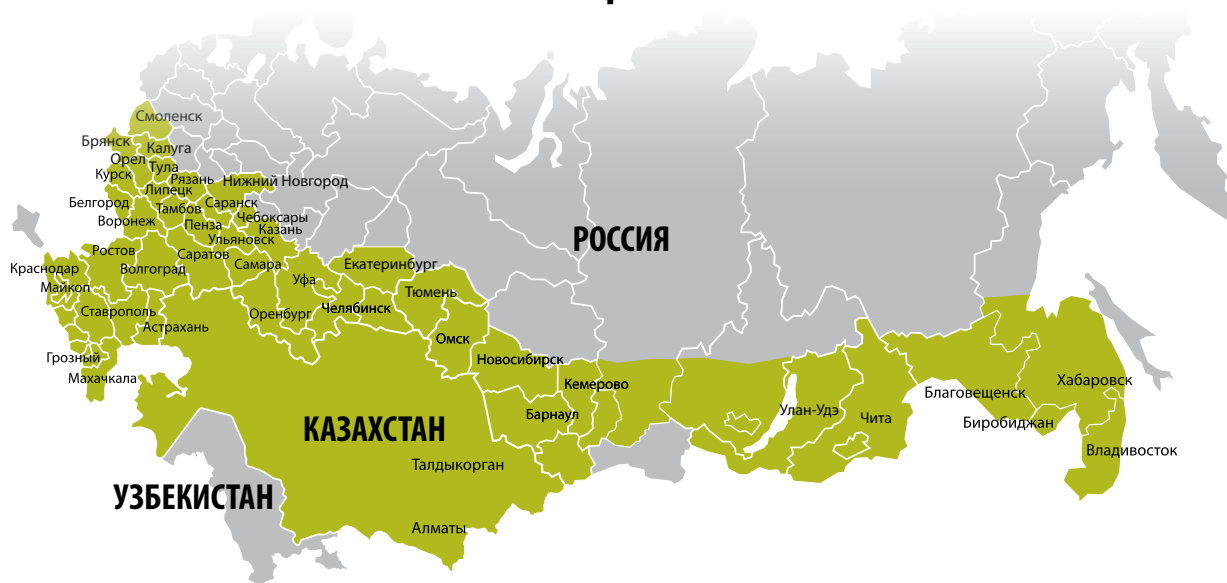 Смоленск
Брянск
Калуга
Орел
Тула
Курск
Рязань
Нижний Новгород
Липецк
Белгород
Тамбов
Саранск
Воронеж
Чебоксары
Пенза
Казань
Ульяновск
РОССИЯ
Ростов
Саратов
Краснодар
Волгоград
Самара
Екатеринбург
Уфа
Майкоп
Тюмень
Ставрополь
Оренбург
Челябинск
Астрахань
Омск
Грозный
Новосибирск
Махачкала
Кемерово
Хабаровск
Благовещенск
Улан-Удэ
Барнаул
Чита
Биробиджан
КАЗАХСТАН
Владивосток
Талдыкорган
УЗБЕКИСТАН
Алматы